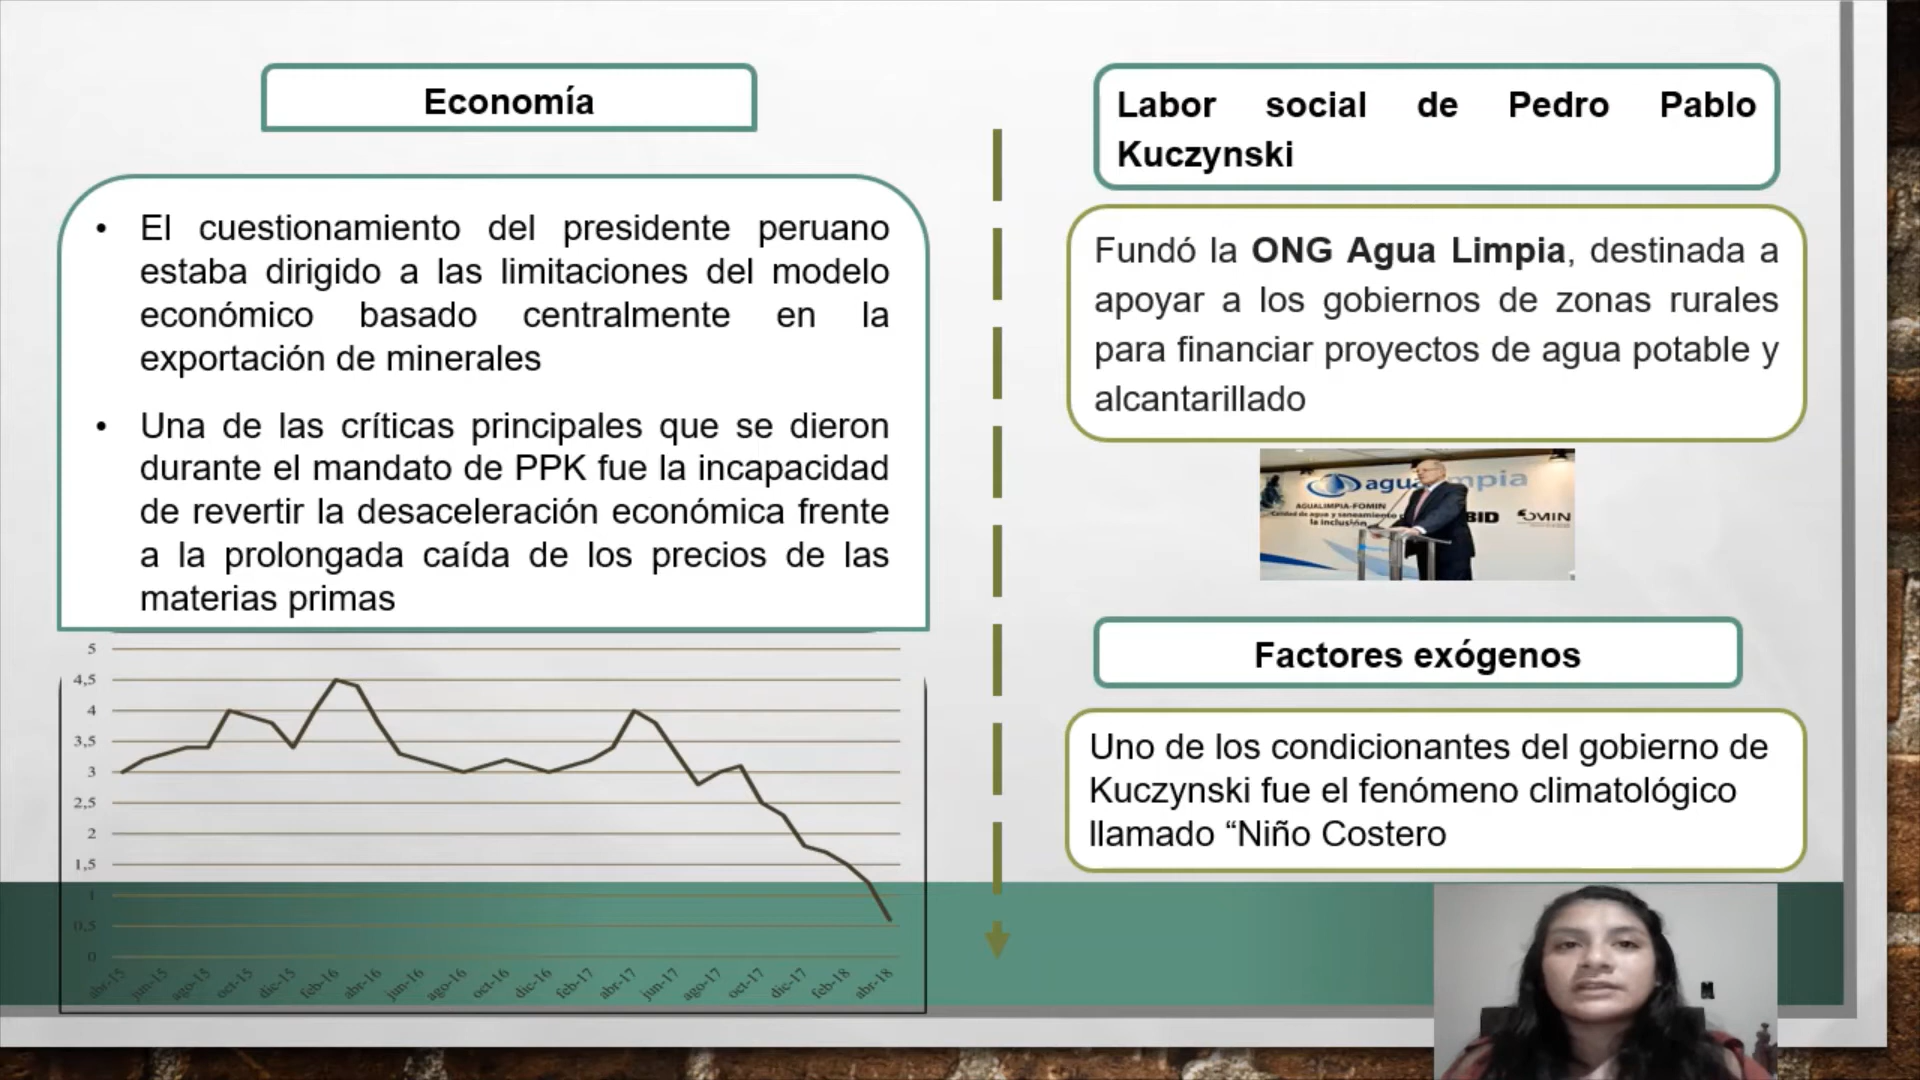 Economía
• El cuestionamiento del presidente peruano
estaba dirigido a las limitaciones del modelo
económico basado centralmente en la
exportación de minerales
• Una de las críticas principales que se dieron
durante el mandato de PPK fue la incapacidad
de revertir la desaceleración económica frente
a la prolongada caída de los precios de las
materias primas
5
4,5
4
3,5
3
2,5
2
1,5
1
0,5
0
abr-15 jun-15 ago-15 oct-15 dic-15 feb-16 abr-16 jun-16 ago-16 oct-16 dic-16 feb-17 abr-17 jun-17 ago-17 oct-17 dic-17 feb-18 abr-18
Labor social de Pedro Pablo
Kuczynski
Fundó la ONG Agua Limpia, destinada a
apoyar a los gobiernos de zonas rurales
para financiar proyectos de agua potable y
alcantarillado
AGUALIMPIA-FOMIN
Calidad de agua y saneamiento
la inclusión
BID
Factores exógenos
Uno de los condicionantes del gobierno de
Kuczynski fue el fenómeno climatológico
llamado “Niño Costero